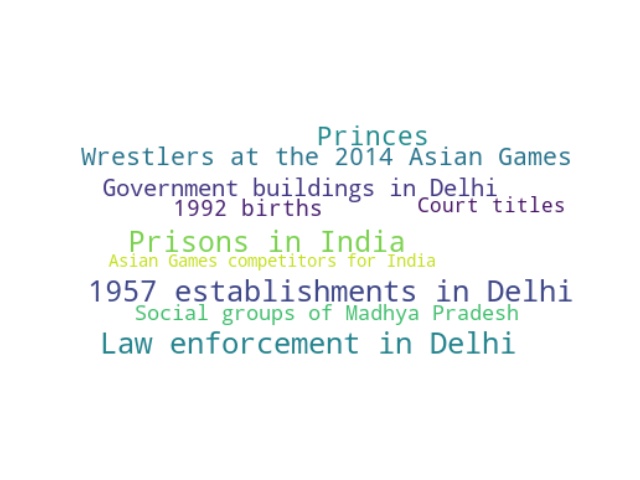 Princes
Wrestlers at the 2014 Asian Games
Government buildings in Delhi
1992 births
Court titles
Prisons in India
Asian Games competitors for India
1957 establishments in Delhi
Social groups of Madhya Pradesh
Law enforcement in Delhi